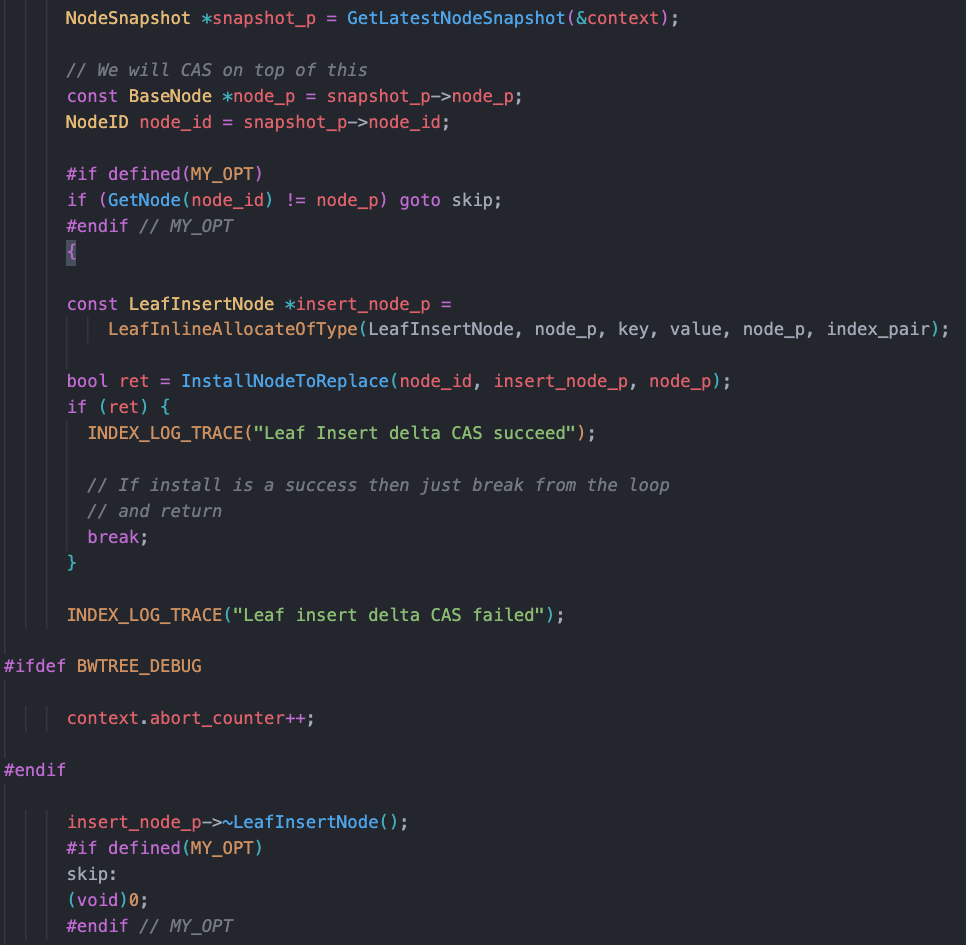 NodeSnapshot *snapshot_p = GetLatestNodeSnapshot(&context);
// We will CAS on top of this
const BaseNode *node_p = snapshot_p->node_p;
NodeID node_id = snapshot_p->node_id;
#if defined(MY_OPT)
if (GetNode(node_id) != node_p) goto skip;
#endif // MY_OPT
{
const LeafInsertNode *insert_node_p =
LeafInlineAllocateOfType(LeafInsertNode, node_p, key, value, node_p, index_pair);
bool ret = InstallNodeToReplace(node_id, insert_node_p, node_p);
if (ret) {
INDEX_LOG_TRACE("Leaf Insert delta CAS succeed");
// If install is a success then just break from the loop
// and return
break;
}
INDEX_LOG_TRACE("Leaf insert delta CAS failed");
#ifdef BWTREE_DEBUG
context.abort_counter++;
#endif
insert_node_p->~LeafInsertNode();
#if defined(MY_OPT)
skip:
(void)0;
#endif // MY_OPT